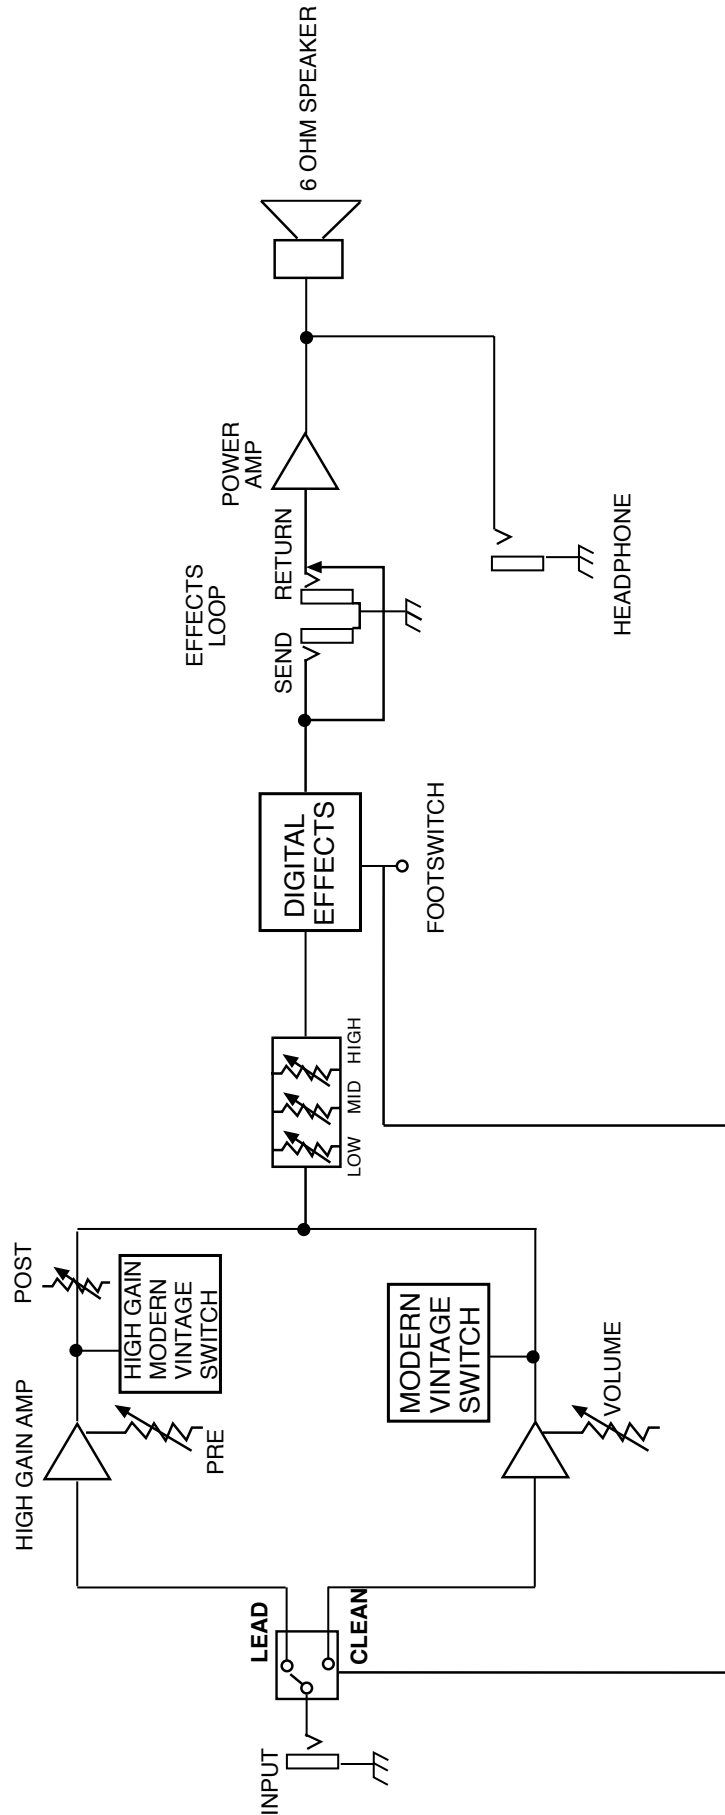 INPUT
LEAD
CLEAN
HIGH GAIN AMP
PRE
POST
HIGH GAIN
MODERN
VINTAGE
SWITCH
MODERN
VINTAGE
SWITCH
VOLUME
LOW
MID
HIGH
DIGITAL
EFFECTS
FOOTSWITCH
EFFECTS
LOOP
SEND
RETURN
POWER
AMP
HEADPHONE
6 OHM SPEAKER